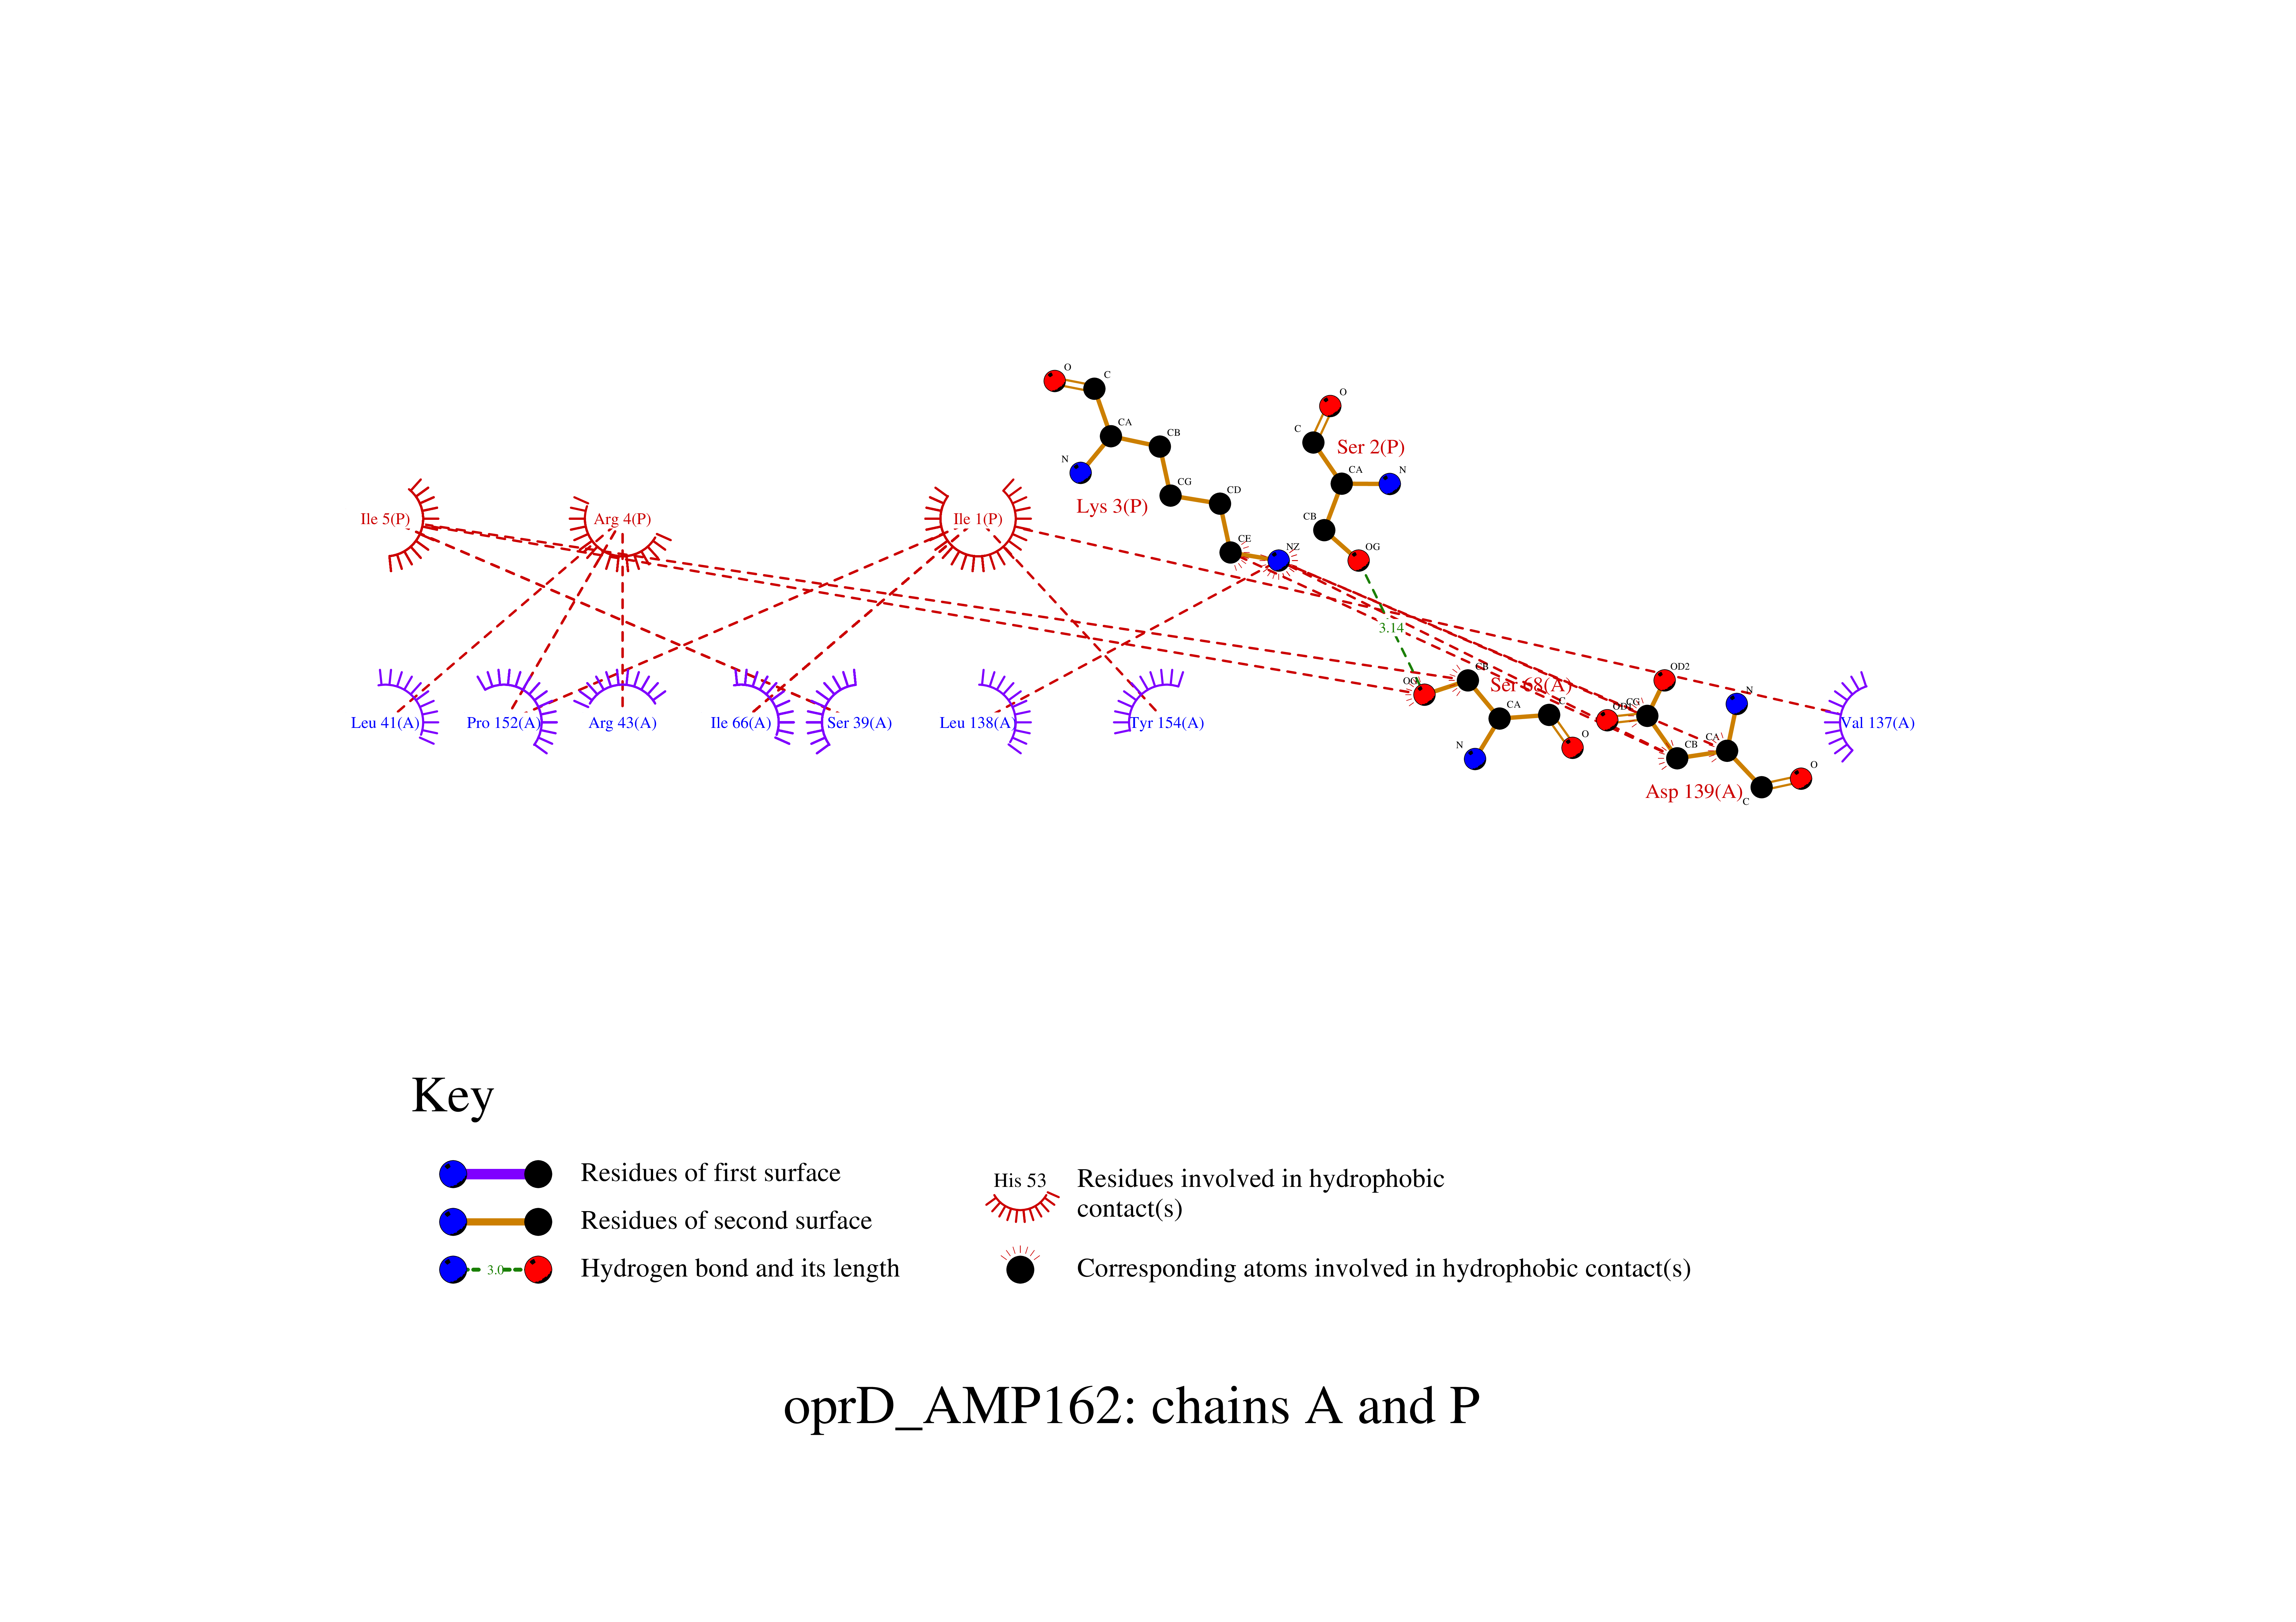 O
C
O
CA
CB
C
Ser 2(P)
N
CA
N
CG
CD
Lys 3(P)
CB
Ile 5(P)
Arg 4(P)
Ile 1(P)
CE
NZ
OG
3.14
CB
OD2
OG
Ser 68(A)
N
C
CG
CA
Leu 41(A)
Pro 152(A)
Arg 43(A)
Ile 66(A)
Ser 39(A)
Leu 138(A)
Tyr 154(A)
Val 137(A)
N
O
CB
CA
O
Asp 139(A)
C
Key
Residues of first surface
Residues of second surface
3.0
Hydrogen bond and its length
His 53
Residues involved in hydrophobic
contact(s)
Corresponding atoms involved in hydrophobic contact(s)
oprD_AMP162: chains A and P